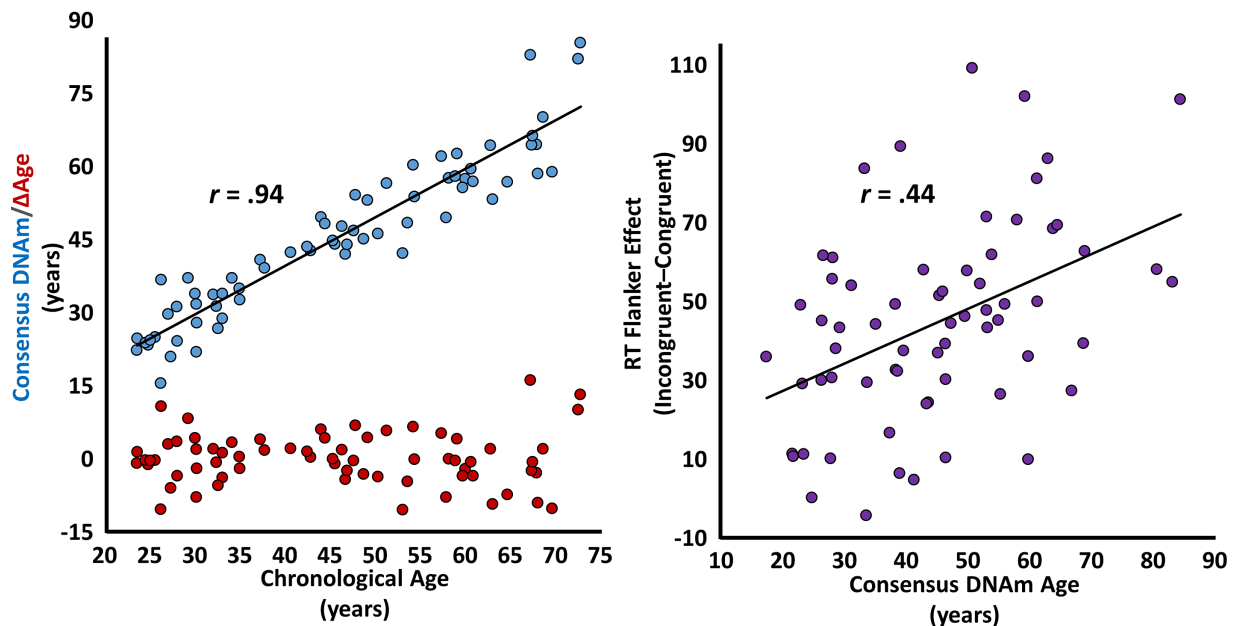 Consensus DNAm/ΔAge
(years)
90
75
60
45
30
15
0
-15
r = .94
20 25 30 35 40 45 50 55 60 65 70 75
Chronological Age
(years)
RT Flanker Effect
(Incongruent–Congruent)
110
90
70
50
30
10
-10
r = .44
10 20 30 40 50 60 70 80 90
Consensus DNAm Age
(years)